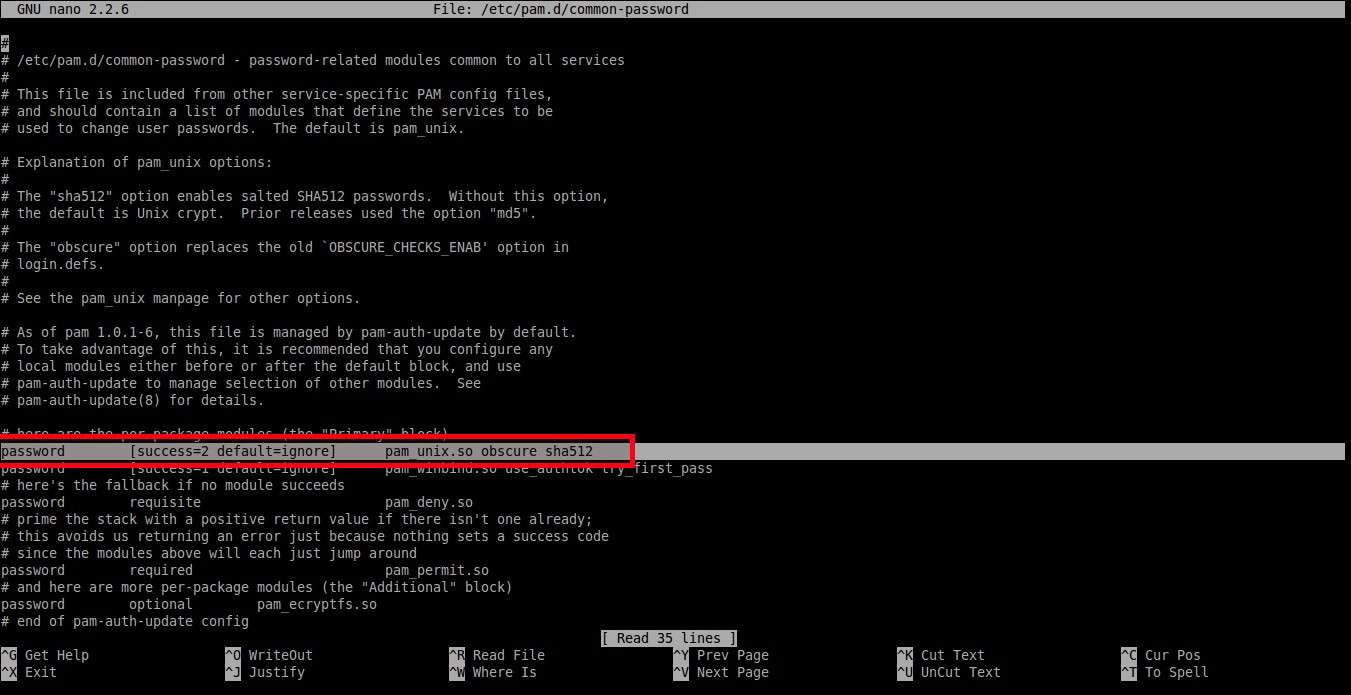 GNU nano 2.2.6 File: /etc/pam.d/common-password
#
# /etc/pam.d/common-password - password-related modules common to all services
#
# This file is included from other service-specific PAM config files,
# and should contain a list of modules that define the services to be
# used to change user passwords.  The default is pam_unix.
# Explanation of pam_unix options:
#
# The "sha512" option enables salted SHA512 passwords.  Without this option,
# the default is Unix crypt.  Prior releases used the option "md5".
#
# The "obscure" option replaces the old `OBSCURE_CHECKS_ENAB' option in
# login.defs.
#
# See the pam_unix manpage for other options.
# As of pam 1.0.1-6, this file is managed by pam-auth-update by default.
# To take advantage of this, it is recommended that you configure any
# local modules either before or after the default block, and use
# pam-auth-update to manage selection of other modules.  See
# pam-auth-update(8) for details.
# here are the per-package modules (the "Primary" block)
password        [success=2 default=ignore]      pam_unix.so obscure sha512
password        [success=1 default=ignore]      pam_winbind.so use_authtok try_first_pass
# here's the fallback if no module succeeds
password        requisite                       pam_deny.so
# prime the stack with a positive return value if there isn't one already;
# this avoids us returning an error just because nothing sets a success code
# since the modules above will each just jump around
password        required                        pam_permit.so
# and here are more per-package modules (the "Additional" block)
password        optional        pam_ecryptfs.so
# end of pam-auth-update config
[ Read 35 lines ]
^G Get Help ^O WriteOut ^R Read File ^Y Prev Page ^K Cut Text ^C Cur Pos
^X Exit ^J Justify ^W Where Is ^V Next Page ^U UnCut Text ^T To Spell